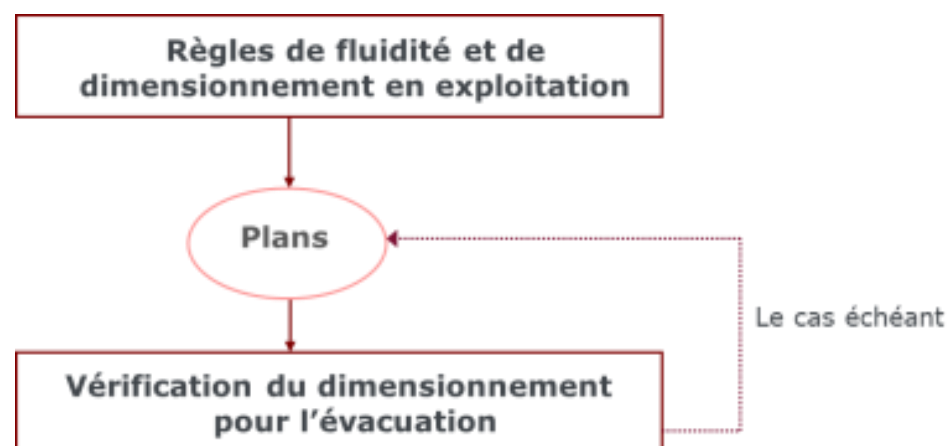 Règles de fluidité et de
dimensionnement en exploitation
Plans
Le cas échéant
Vérification du dimensionnement
pour l'évacuation